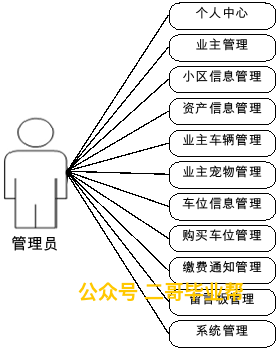 个人中心
业主管理
小区信息管理
资产信息管理
业主车辆管理
业主宠物管理
车位信息管理
管理员
购买车位管理
缴费通知管理
公众号 二哥毕业帮
留言板管理
系统管理